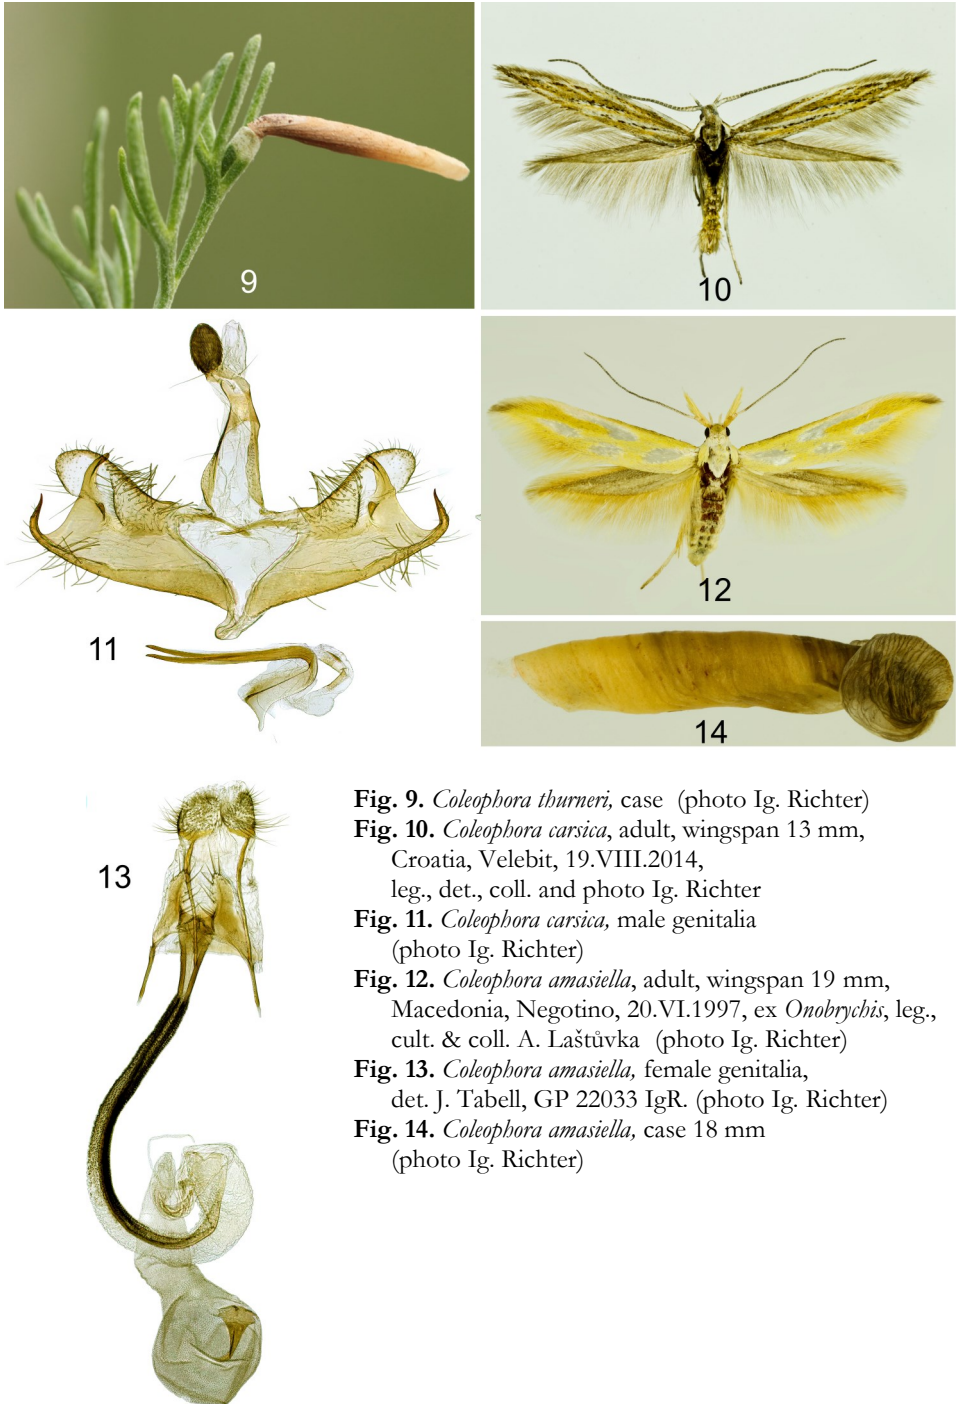 9
10
11
12
14
13
Fig. 9. Coleophora thurneri, case (photo Ig. Richter)
Fig. 10. Coleophora carsica, adult, wingspan 13 mm,
Croatia, Velebit, 19.VIII.2014,
leg., det., coll. and photo Ig. Richter
Fig. 11. Coleophora carsica, male genitalia
(photo Ig. Richter)
Fig. 12. Coleophora amasiella, adult, wingspan 19 mm,
Macedonia, Negotino, 20.VI.1997, ex Onobrychis, leg.,
cult. & coll. A. Laštůvka (photo Ig. Richter)
Fig. 13. Coleophora amasiella, female genitalia,
det. J. Tabell, GP 22033 IgR. (photo Ig. Richter)
Fig. 14. Coleophora amasiella, case 18 mm
(photo Ig. Richter)